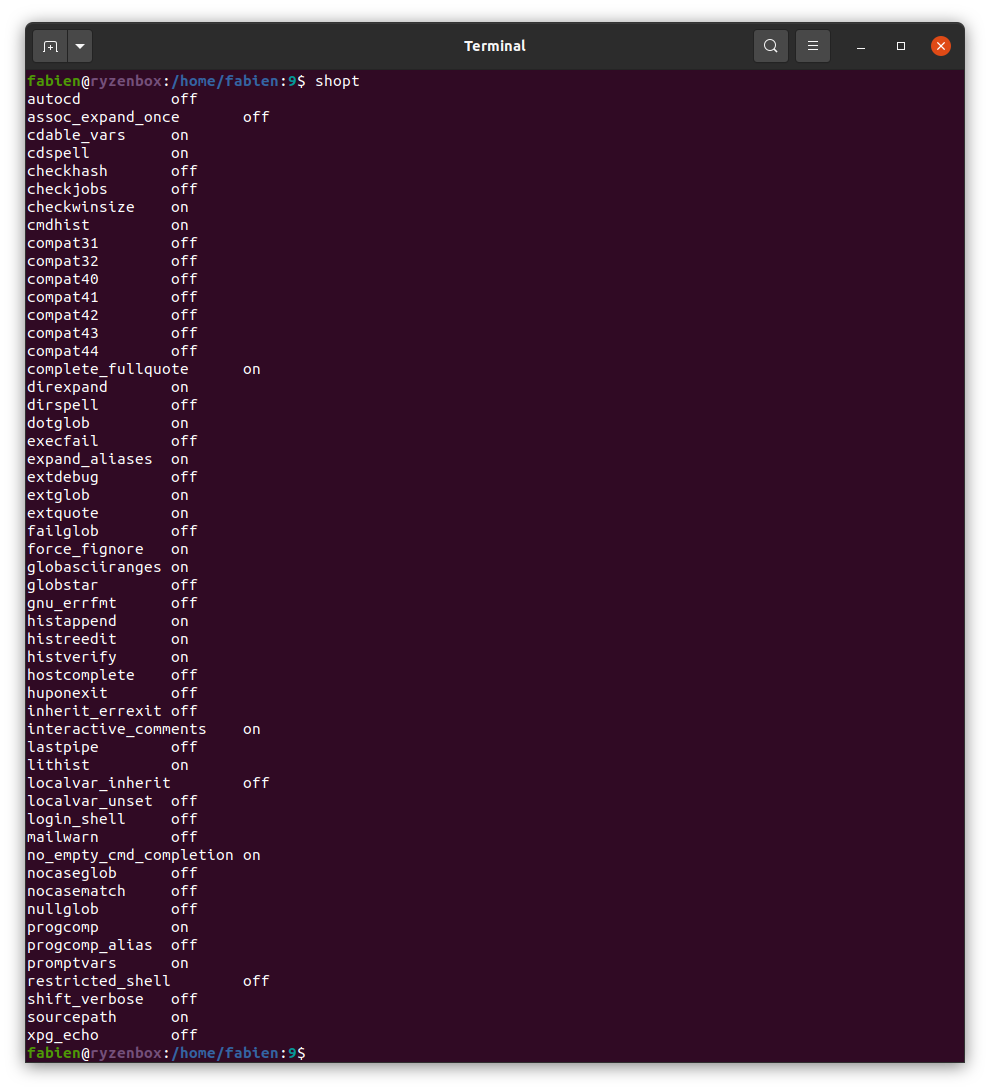 Terminal
fabien@ryzenbox:/home/fabien:9$ shopt
autocd          off
assoc_expand_once       off
cdable_vars     on
cdspell         on
checkhash       off
checkjobs       off
checkwinsize    on
cmdhist         on
compat31        off
compat32        off
compat40        off
compat41        off
compat42        off
compat43        off
compat44        off
complete_fullquote      on
direxpand       on
dirspell        off
dotglob         on
execfail        off
expand_aliases  on
extdebug        off
extglob         on
extquote        on
failglob        off
force_fignore   on
globasciiranges on
globstar        off
gnu_errfmt      off
histappend      on
histreedit      on
histverify      on
hostcomplete    off
huponexit       off
inherit_errexit off
interactive_comments    on
lastpipe        off
lithist         on
localvar_inherit        off
localvar_unset  off
login_shell     off
mailwarn        off
no_empty_cmd_completion on
nocaseglob      off
nocasematch     off
nullglob        off
progcomp        on
progcomp_alias  off
promptvars      on
restricted_shell        off
shift_verbose   off
sourcepath      on
xpg_echo        off
fabien@ryzenbox:/home/fabien:9$